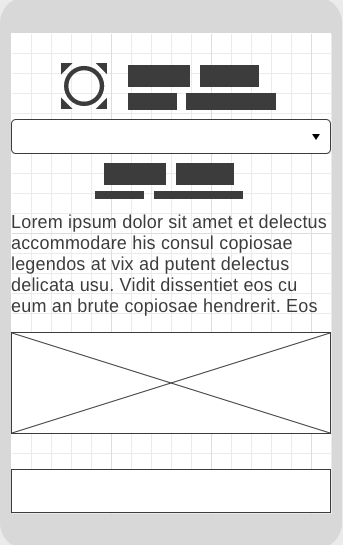 Lorem ipsum dolor sit amet et delectus
accommodare his consul copiosae
legendos at vix ad putent delectus
delicata usu. Vidit dissentiet eos cu
eum an brute copiosae hendrerit. Eos